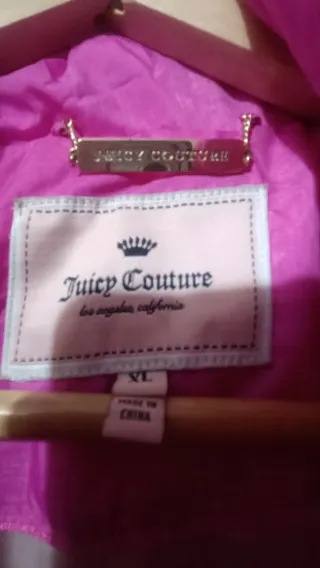 JUICY COUTURE
Juicy Couture
los angeles, california
XL
MADE IN
CHINA